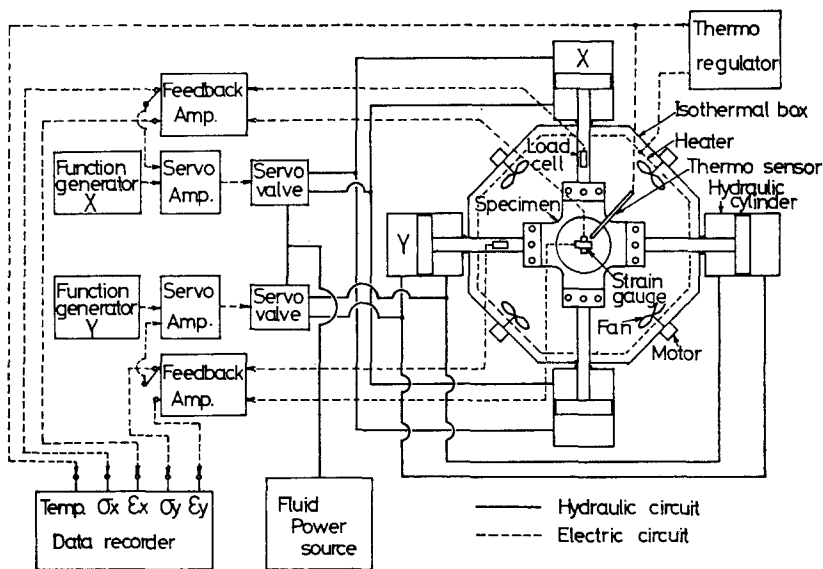 Thermo
regulator
X
Feedback
Amp.
Isothermal box
Heater
Load
cell
Thermo sensor
Function
generator
X
Servo
Amp.
Servo
valve
Specimen
Hydraulic
cylinder
Y
Strain
gauge
Function
generator
Y
Servo
Amp.
Servo
valve
Fan
Motor
Feedback
Amp.
Temp. σx εx σy εy
Data recorder
Fluid
Power
source
Hydraulic circuit
Electric circuit